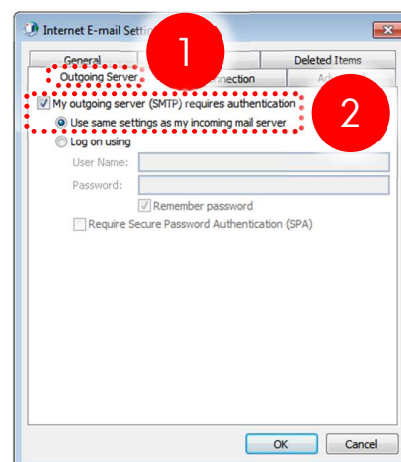 Internet E-mail Set
1
General
Deleted Items
Outgoing Server
nnection
My outgoing server (SMTP) requires authentication
2
Use same settings as my incoming mail server
Log on using
User Name:
Password:
Remember password
Require Secure Password Authentication (SPA)
OK
Cancel